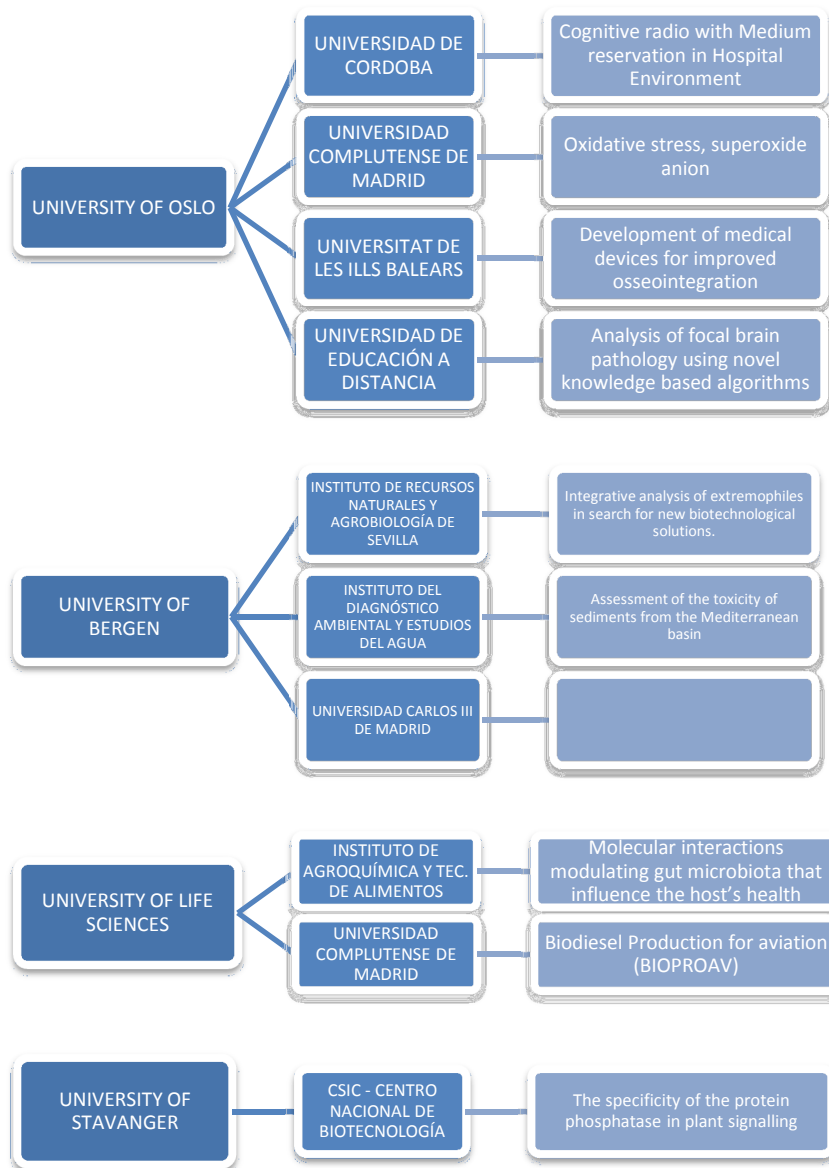 UNIVERSITY OF OSLO
UNIVERSIDAD DE
CORDOBA
Cognitive radio with Medium
reservation in Hospital
Environment
UNIVERSIDAD
COMPLUTENSE DE
MADRID
Oxidative stress, superoxide
anion
UNIVERSITAT DE
LES ILLS BALEARS
Development of medical
devices for improved
osseointegration
UNIVERSIDAD DE
EDUCACIÓN A
DISTANCIA
Analysis of focal brain
pathology using novel
knowledge based algorithms
UNIVERSITY OF
BERGEN
INSTITUTO DE RECURSOS
NATURALES Y
AGROBIOLOGÍA DE
SEVILLA
Integrative analysis of extremophiles
in search for new biotechnological
solutions.
INSTITUTO DEL
DIAGNÓSTICO
AMBIENTAL Y ESTUDIOS
DEL AGUA
Assessment of the toxicity of
sediments from the Mediterranean
basin
UNIVERSIDAD CARLOS III
DE MADRID
UNIVERSITY OF LIFE
SCIENCES
INSTITUTO DE
AGROQUÍMICA Y TEC.
DE ALIMENTOS
Molecular interactions
modulating gut microbiota that
influence the host's health
UNIVERSIDAD
COMPLUTENSE DE
MADRID
Biodiesel Production for aviation
(BIOPROAV)
UNIVERSITY OF
STAVANGER
CSIC - CENTRO
NACIONAL DE
BIOTECNOLOGÍA
The specificity of the protein
phosphatase in plant signalling